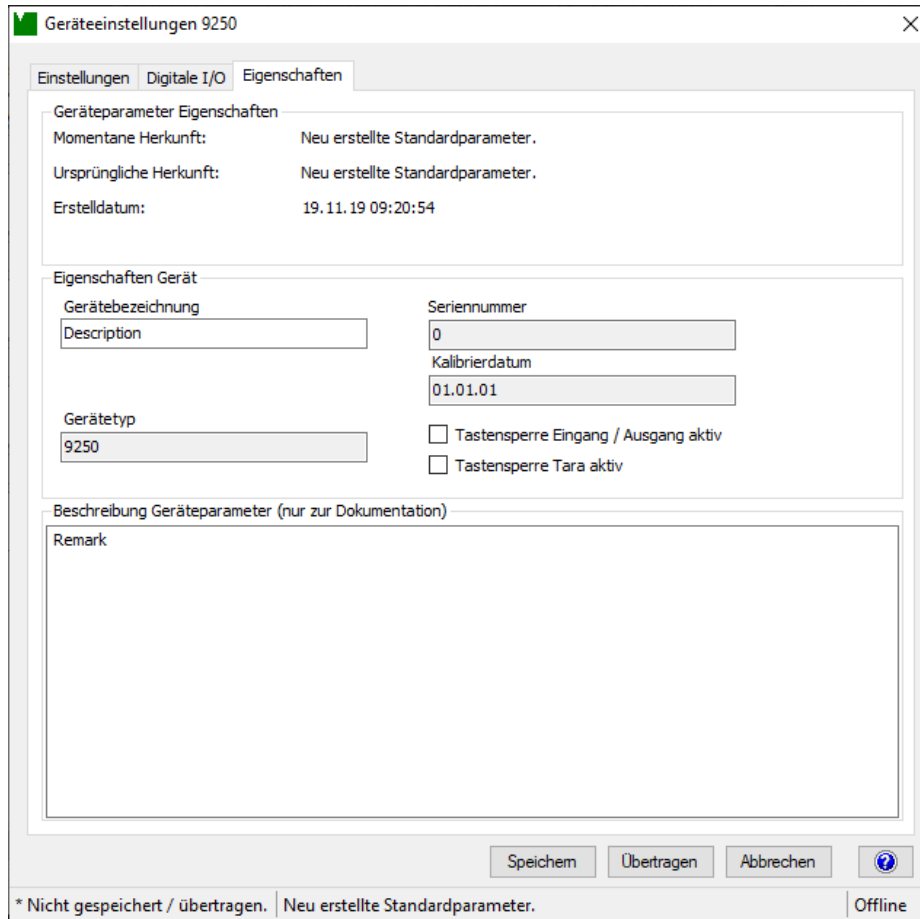 Geräteeinstellungen 9250
Einstellungen Digitale I/O Eigenschaften
Geräteparameter Eigenschaften
Momentane Herkunft: Neu erstellte Standardparameter.
Ursprüngliche Herkunft: Neu erstellte Standardparameter.
Erstelldatum: 19.11.19 09:20:54
Eigenschaften Gerät
Gerätebezeichnung Seriennummer
Description 0
Kalibrierdatum
01.01.01
Gerätetyp
9250
Tastensperre Eingang / Ausgang aktiv
Tastensperre Tara aktiv
Beschreibung Geräteparameter (nur zur Dokumentation)
Remark
Speichern Übertragen Abbrechen ?
* Nicht gespeichert / übertragen. Neu erstellte Standardparameter. Offline